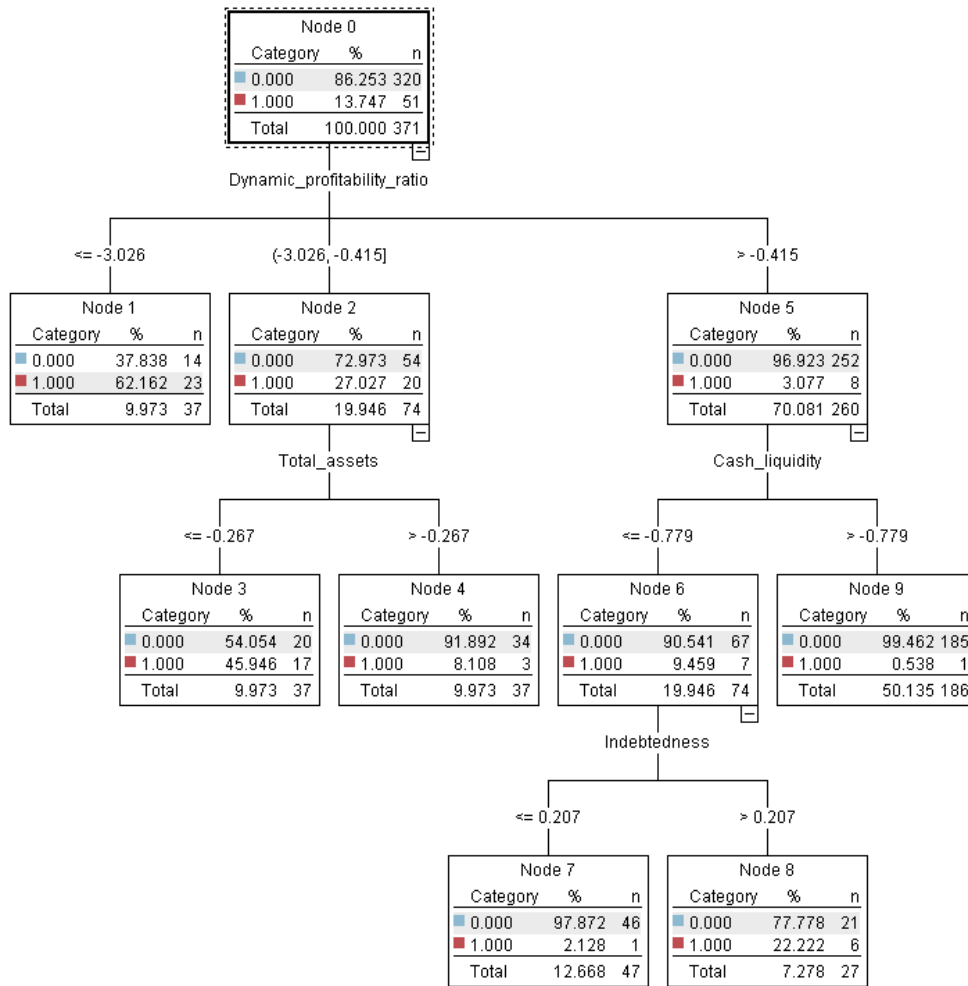 Node 0
Category % n
0.000 86.253 320
1.000 13.747 51
Total 100.000 371
Dynamic_profitability_ratio
<= -3.026
(-3.026, -0.415]
> -0.415
Node 1
Category % n
0.000 37.838 14
1.000 62.162 23
Total 9.973 37
Node 2
Category % n
0.000 72.973 54
1.000 27.027 20
Total 19.946 74
Node 5
Category % n
0.000 96.923 252
1.000 3.077 8
Total 70.081 260
Total_assets
Cash_liquidity
<= -0.267
> -0.267
<= -0.779
> -0.779
Node 3
Category % n
0.000 54.054 20
1.000 45.946 17
Total 9.973 37
Node 4
Category % n
0.000 91.892 34
1.000 8.108 3
Total 9.973 37
Node 6
Category % n
0.000 90.541 67
1.000 9.459 7
Total 19.946 74
Node 9
Category % n
0.000 99.462 185
1.000 0.538 1
Total 50.135 186
Indebtedness
<= 0.207
> 0.207
Node 7
Category % n
0.000 97.872 46
1.000 2.128 1
Total 12.668 47
Node 8
Category % n
0.000 77.778 21
1.000 22.222 6
Total 7.278 27